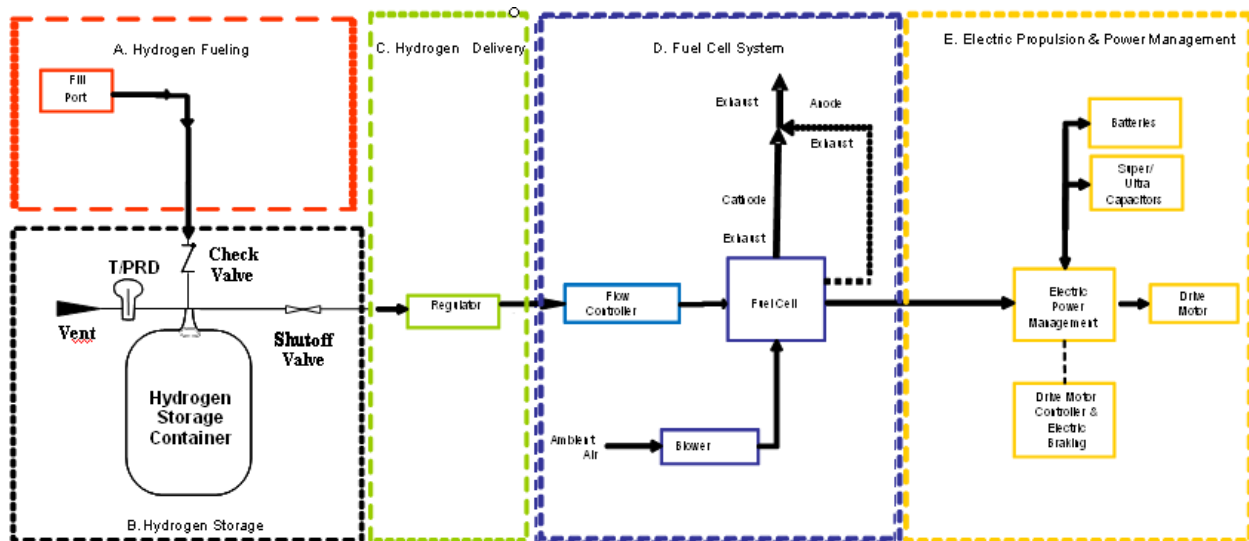 A. Hydrogen Fueling
Fill
Port
T/PRD
Check
Valve
Vent
Shutoff
Valve
Hydrogen
Storage
Container
B. Hydrogen Storage
C. Hydrogen Delivery
Regulator
D. Fuel Cell System
Exhaust
Anode
Exhaust
Cathode
Exhaust
Flow
Controller
Fuel Cell
Ambient
Air
Blower
E. Electric Propulsion & Power Management
Batteries
Super/
Ultra
Capacitors
Electric
Power
Management
Drive
Motor
Drive Motor
Controller &
Electric
Braking